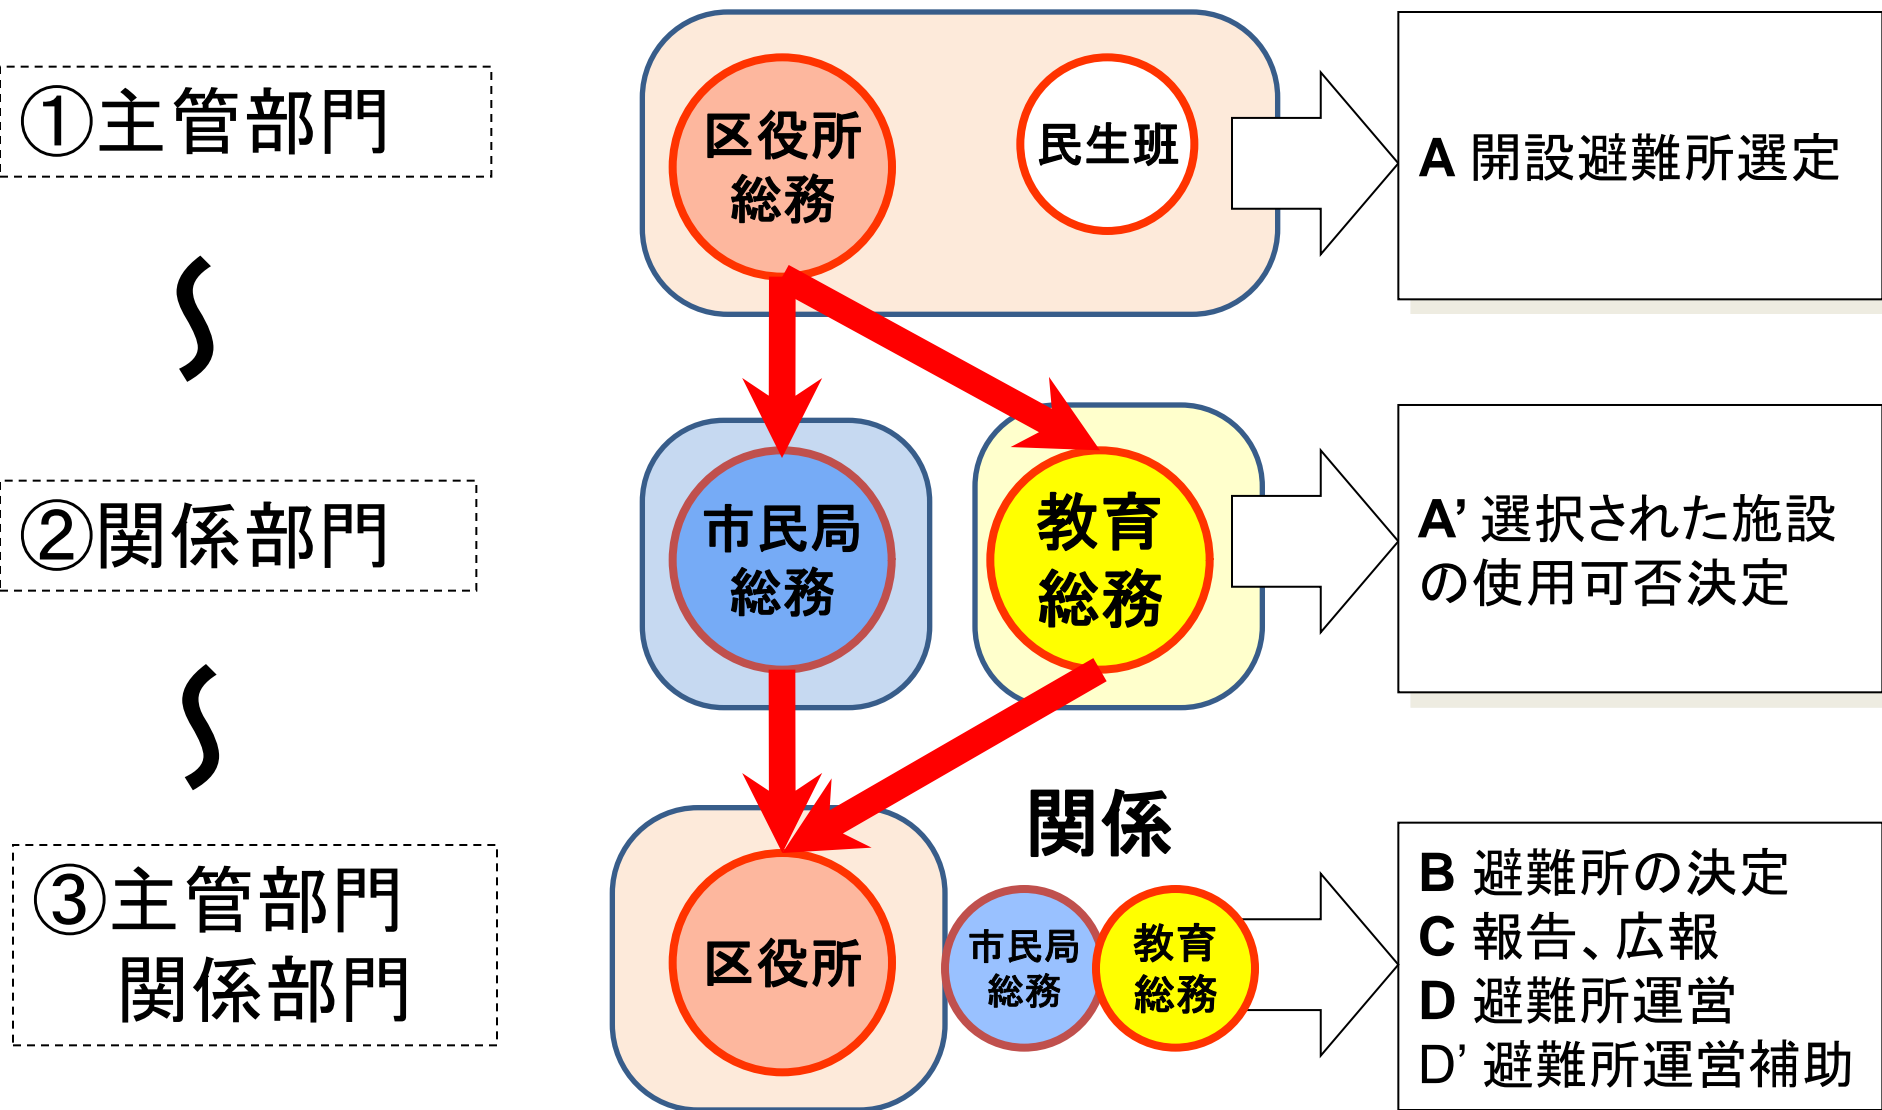 ①主管部門
区役所
総務
民生班
A 開設避難所選定
②関係部門
市民局
総務
教育
総務
A’ 選択された施設
の使用可否決定
③主管部門
関係部門
区役所
関係
市民局
総務
教育
総務
B 避難所の決定
C 報告、広報
D 避難所運営
D’ 避難所運営補助